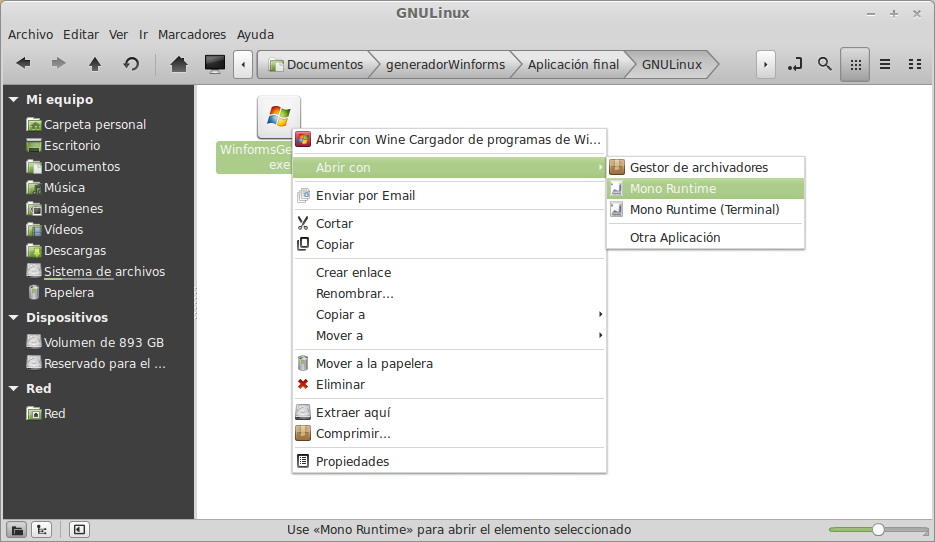 GNULinux
Archivo Editar Ver Ir Marcadores Ayuda
Documentos generadorWinforms Aplicación final GNULinux
Mi equipo
Carpeta personal
Escritorio
Documentos
Música
Imágenes
Vídeos
Descargas
Sistema de archivos
Papelera
Dispositivos
Volumen de 893 GB
Reservado para el ...
Red
Red
WinformsGe
exe
Abrir con Wine Cargador de programas de Wi...
Abrir con
Enviar por Email
Cortar
Copiar
Crear enlace
Renombrar...
Copiar a
Mover a
Mover a la papelera
Eliminar
Extraer aquí
Comprimir...
Propiedades
Gestor de archivadores
Mono Runtime
Mono Runtime (Terminal)
Otra Aplicación
Use «Mono Runtime» para abrir el elemento seleccionado